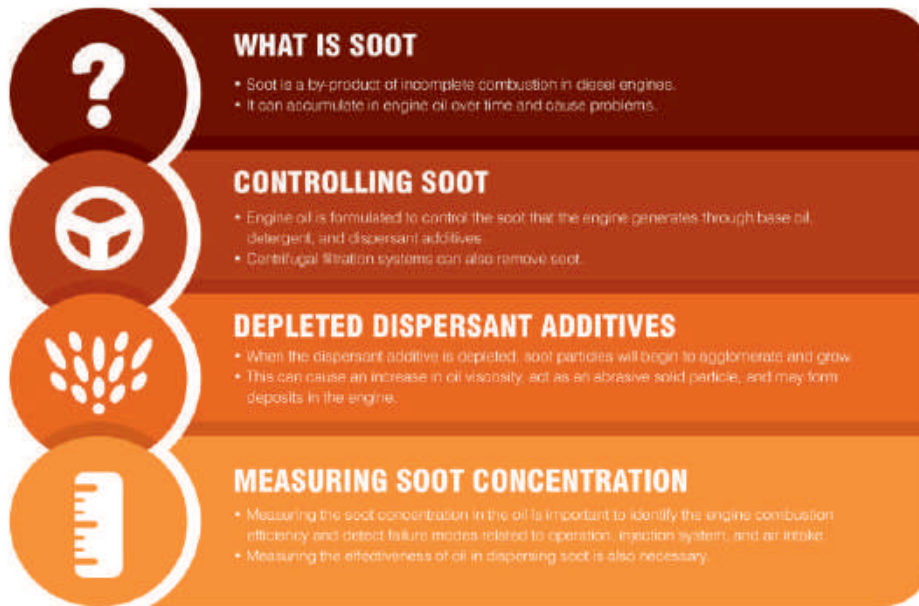 WHAT IS SOOT
• Soot is a by-product of incomplete combustion in diesel engines.
• It can accumulate in engine oil over time and cause problems.
CONTROLLING SOOT
• Engine oil is formulated to control the soot that the engine generates through base oil,
detergent, and dispersant additives.
• Centrifugal filtration systems can also remove soot.
DEPLETED DISPERSANT ADDITIVES
• When the dispersant additive is depleted, soot particles will begin to agglomerate and grow.
• This can cause an increase in oil viscosity, act as an abrasive solid particle, and may form
deposits in the engine.
MEASURING SOOT CONCENTRATION
• Measuring the soot concentration in the oil is important to identify the engine combustion
efficiency and detect failure modes related to operation, injection system, and air intake.
• Measuring the effectiveness of oil in dispersing soot is also necessary.